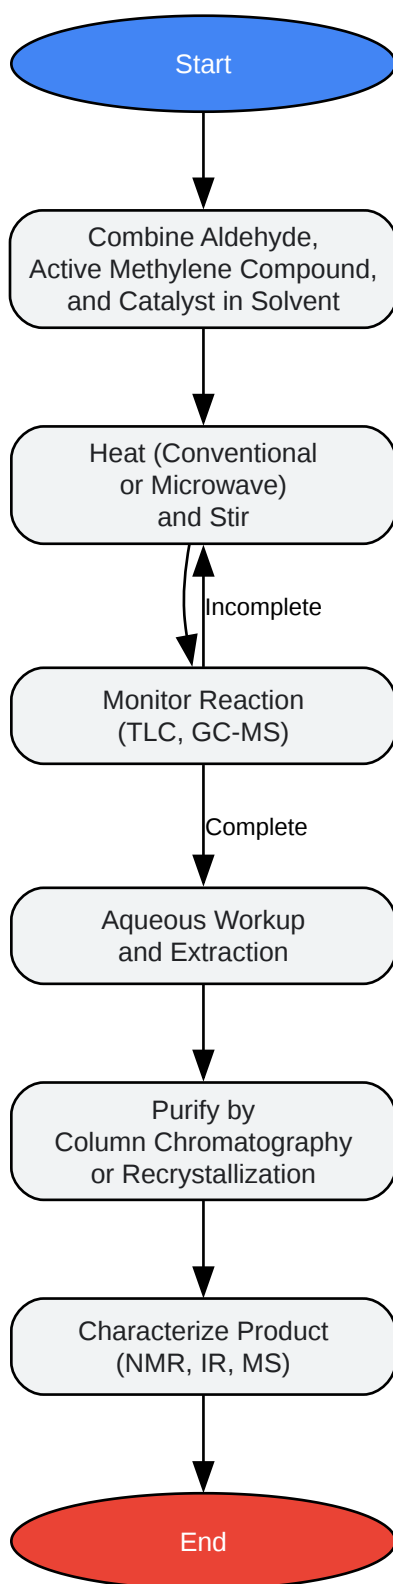 Start
Combine Aldehyde,
Active Methylene Compound,
and Catalyst in Solvent
Heat (Conventional
or Microwave)
and Stir
Incomplete
Monitor Reaction
(TLC, GC-MS)
Complete
Aqueous Workup
and Extraction
Purify by
Column Chromatography
or Recrystallization
Characterize Product
(NMR, IR, MS)
End